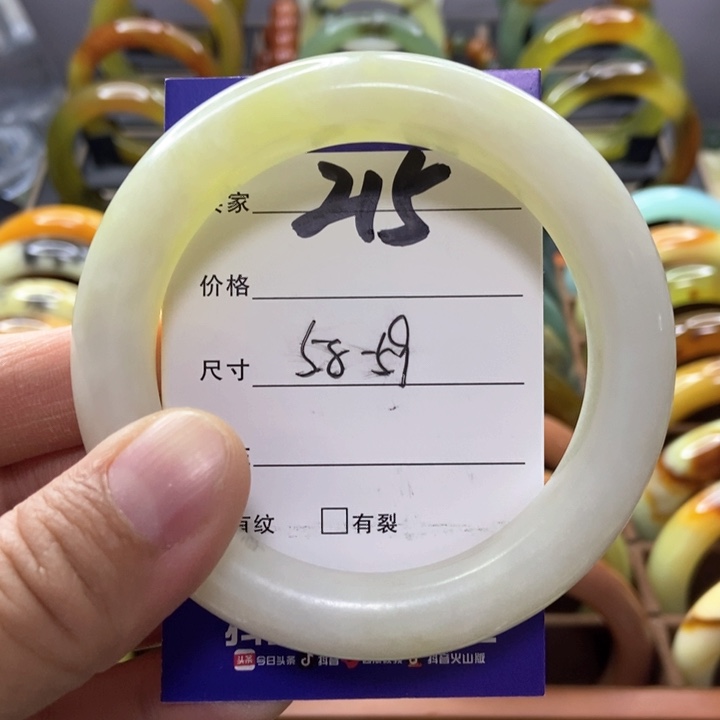 家 215
价格
尺寸 58-59
有纹 □有裂
今日头条 抖音 抖音火山版